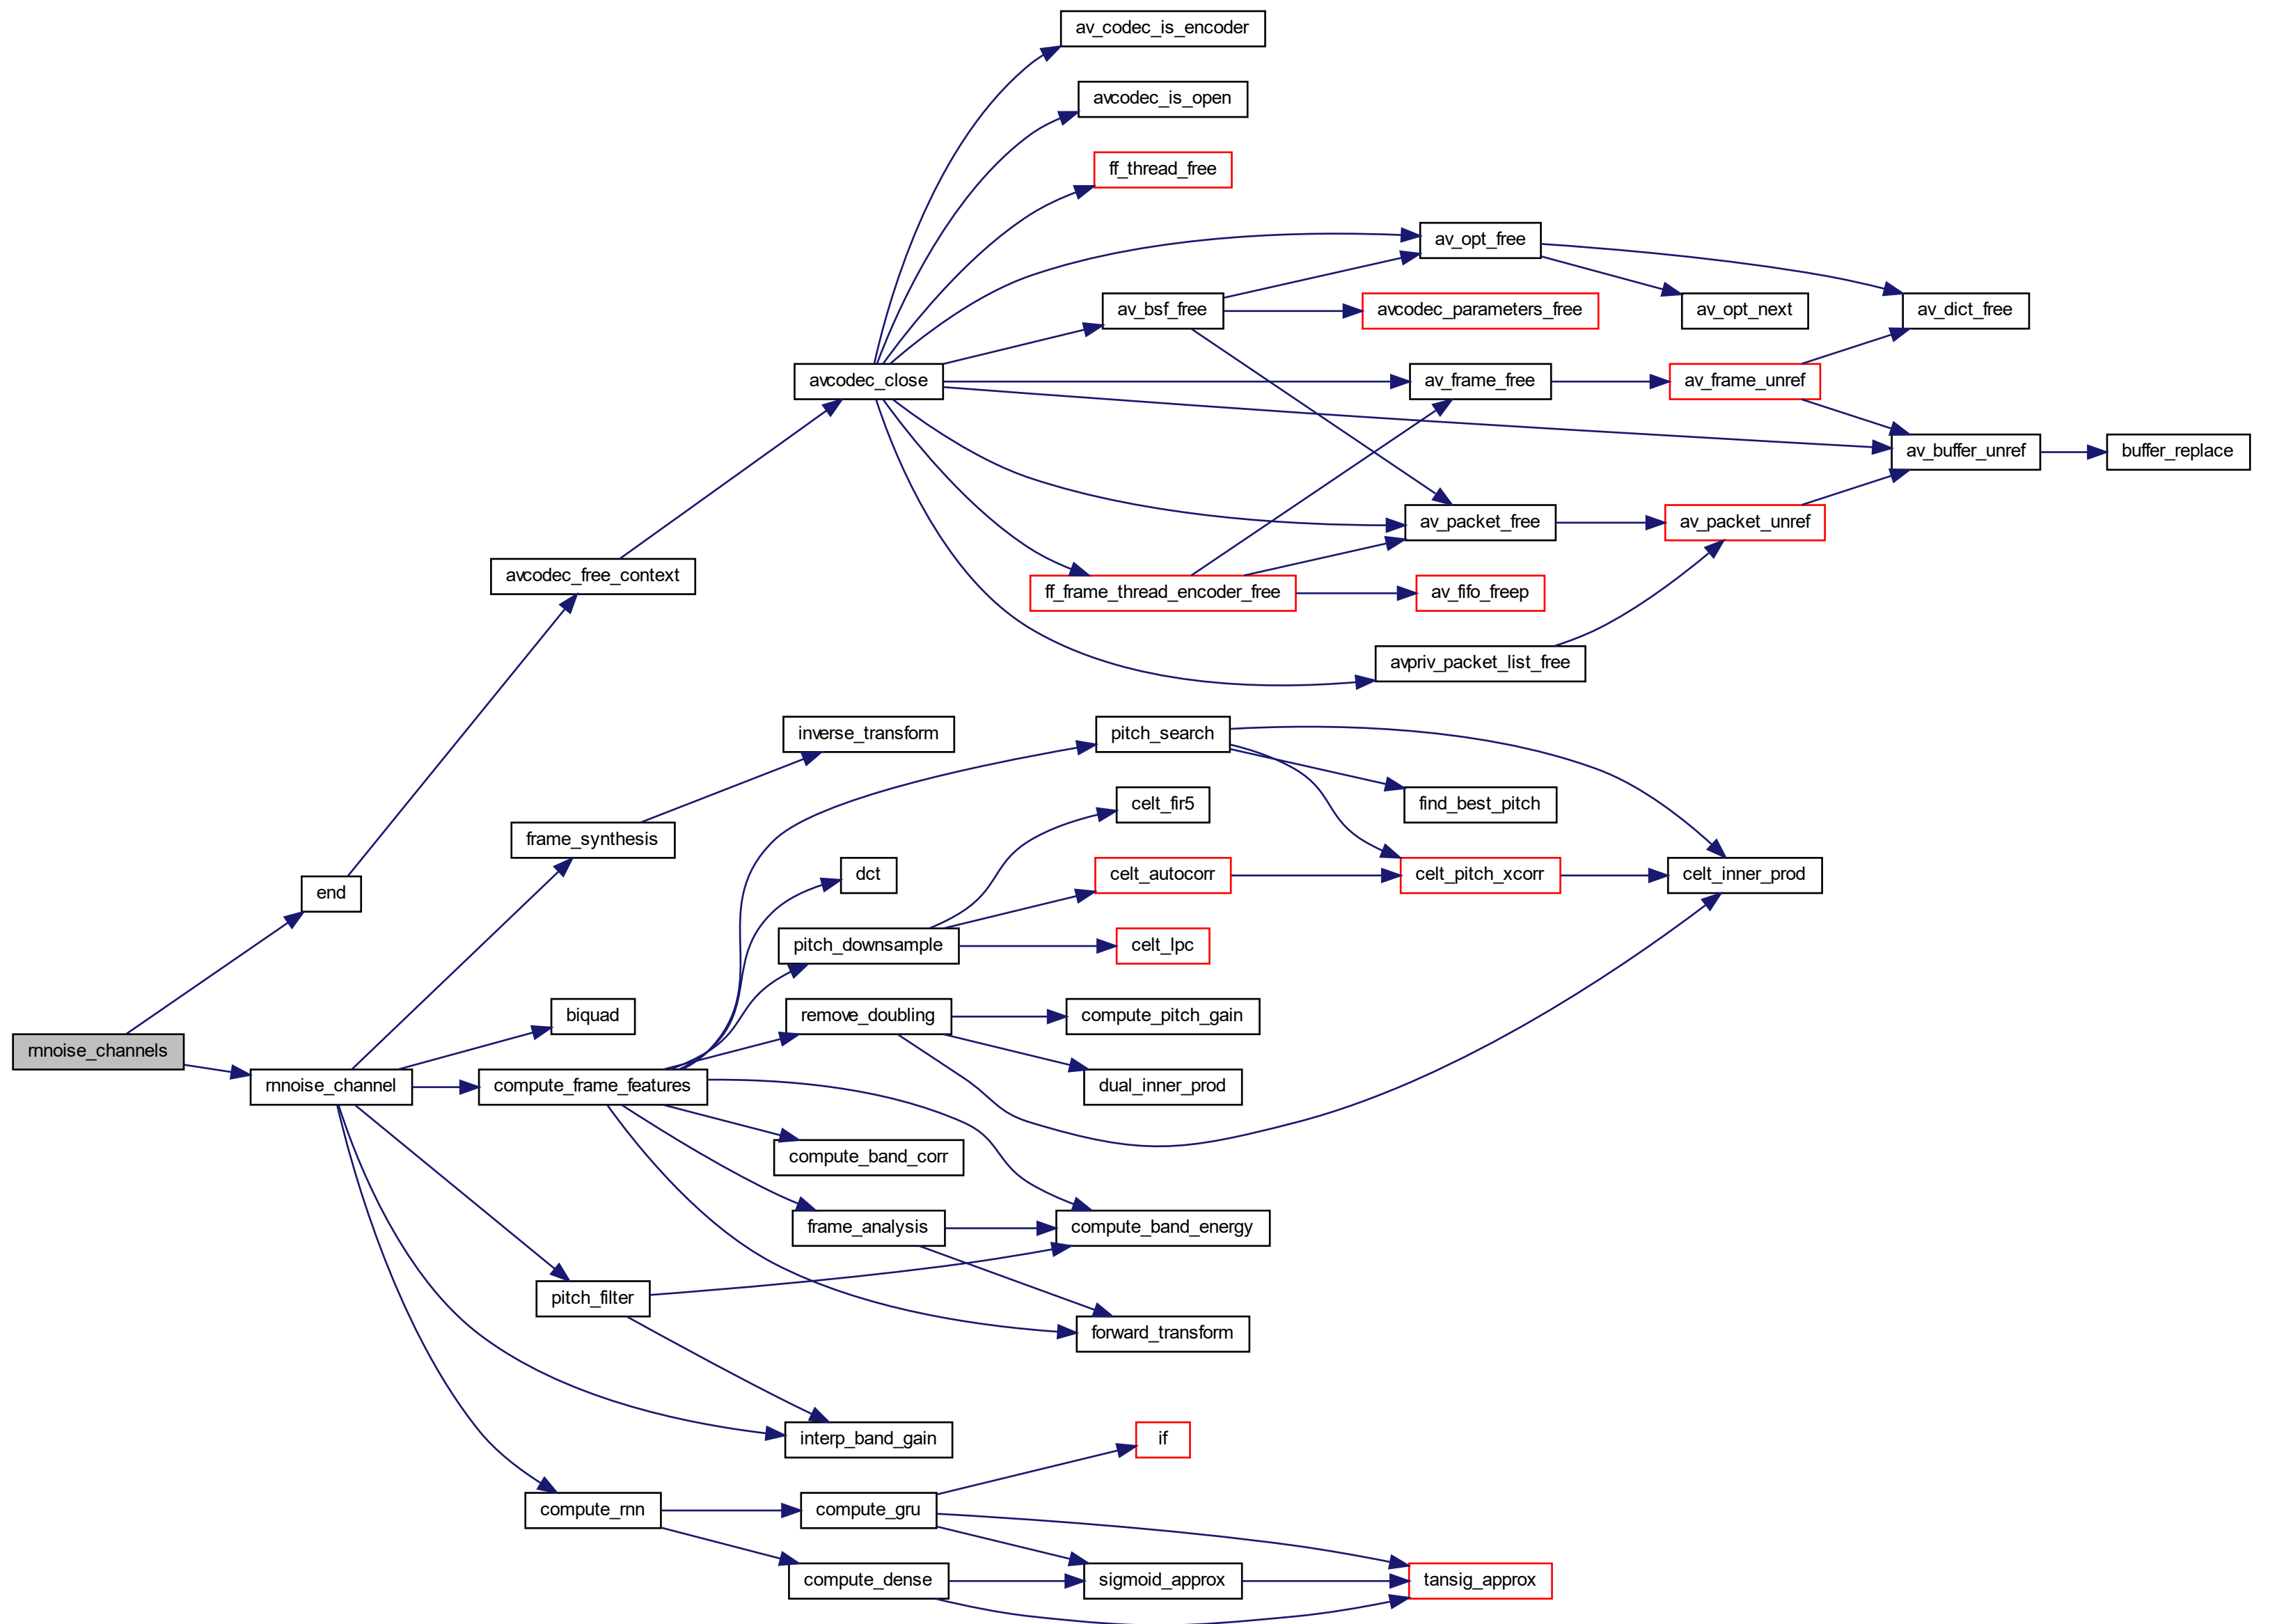 av_codec_is_encoder
avcodec_is_open
ff_thread_free
av_opt_free
av_bsf_free
avcodec_parameters_free
av_opt_next
av_dict_free
avcodec_close
av_frame_free
av_frame_unref
av_buffer_unref
buffer_replace
av_packet_free
av_packet_unref
avcodec_free_context
ff_frame_thread_encoder_free
av_fifo_freep
avpriv_packet_list_free
inverse_transform
pitch_search
celt_fir5
find_best_pitch
frame_synthesis
end
dct
celt_autocorr
celt_pitch_xcorr
celt_inner_prod
pitch_downsample
celt_lpc
biquad
remove_doubling
compute_pitch_gain
rnnoise_channels
rnnoise_channel
compute_frame_features
dual_inner_prod
compute_band_corr
frame_analysis
compute_band_energy
pitch_filter
forward_transform
interp_band_gain
if
compute_rnn
compute_gru
compute_dense
sigmoid_approx
tansig_approx